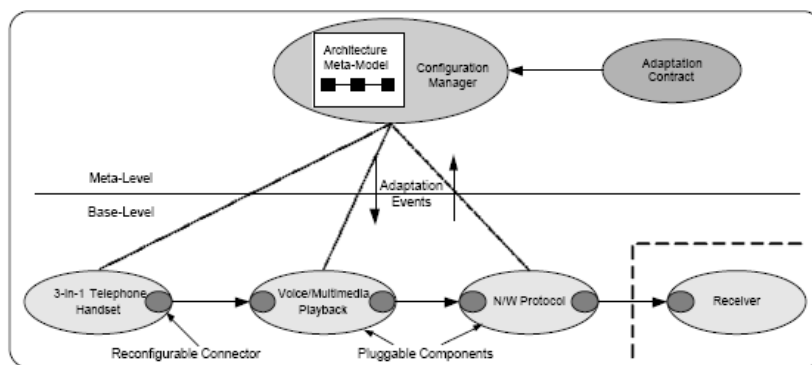 Architecture
Meta-Model
Configuration
Manager
Adaptation
Contract
Meta-Level
Base-Level
Adaptation
Events
3-in-1 Telephone
Handset
Voice/Multimedia
Playback
N/W Protocol
Receiver
Reconfigurable Connector
Pluggable Components